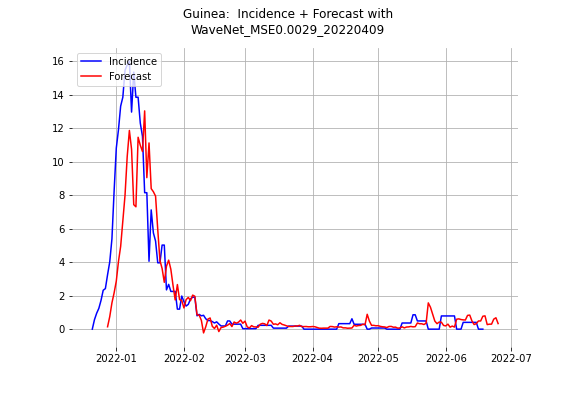 Guinea:  Incidence + Forecast with
WaveNet_MSE0.0029_20220409
Incidence
Forecast
16
14
12
10
8
6
4
2
0
2022-01 2022-02 2022-03 2022-04 2022-05 2022-06 2022-07